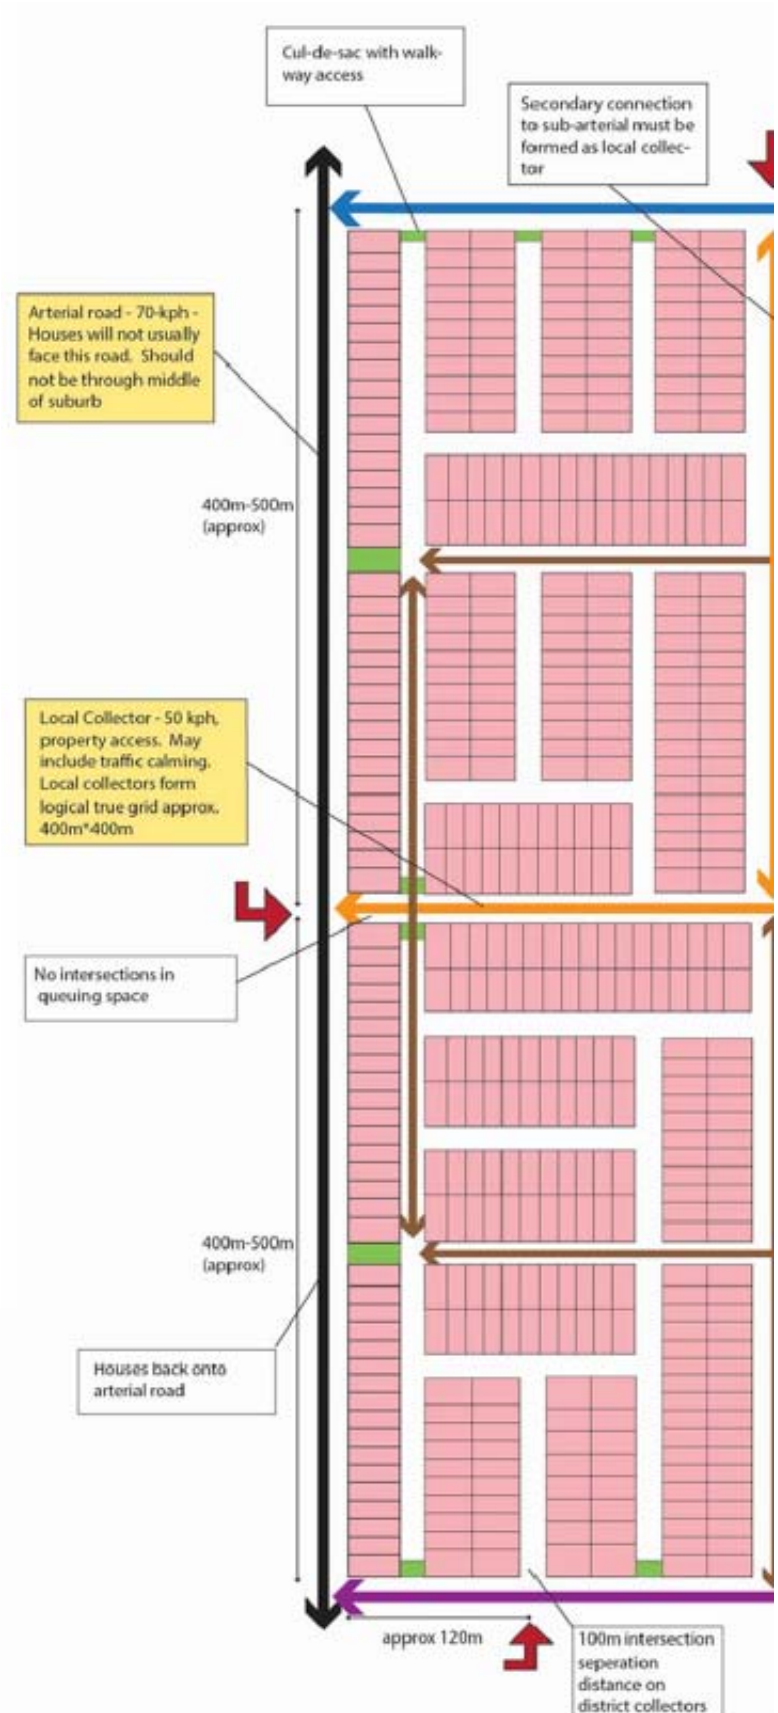 Cul-de-sac with walk-
way access
Secondary connection
to sub-arterial must be
formed as local collec-
tor
Arterial road - 70-kph -
Houses will not usually
face this road. Should
not be through middle
of suburb
400m-500m
(approx)
Local Collector - 50 kph,
property access. May
include traffic calming.
Local collectors form
logical true grid approx.
400m*400m
No intersections in
queuing space
400m-500m
(approx)
Houses back onto
arterial road
approx 120m
100m intersection
seperation
distance on
district collectors